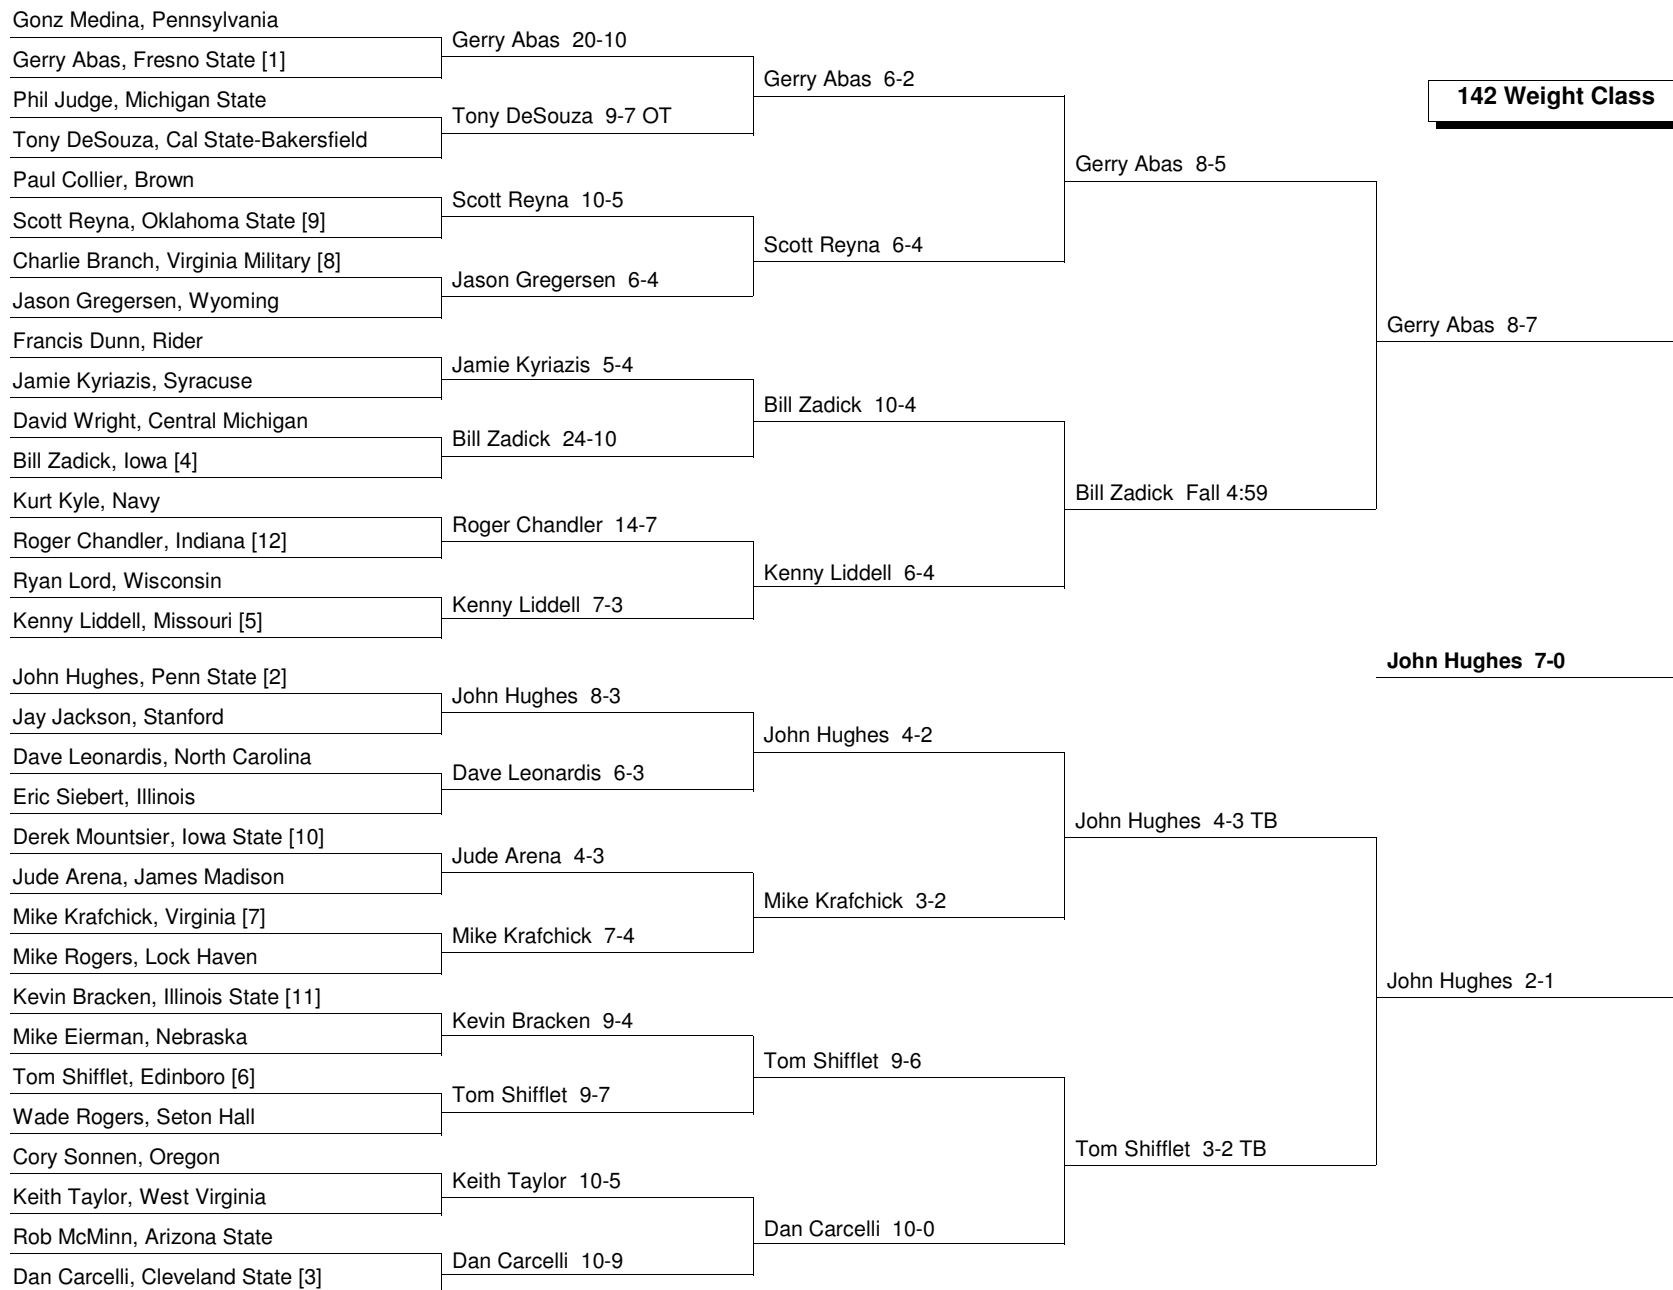 Gonz Medina, Pennsylvania
Gerry Abas, Fresno State [1]
Phil Judge, Michigan State
Tony DeSouza, Cal State-Bakersfield
Paul Collier, Brown
Scott Reyna, Oklahoma State [9]
Charlie Branch, Virginia Military [8]
Jason Gregersen, Wyoming
Francis Dunn, Rider
Jamie Kyriazis, Syracuse
David Wright, Central Michigan
Bill Zadick, Iowa [4]
Kurt Kyle, Navy
Roger Chandler, Indiana [12]
Ryan Lord, Wisconsin
Kenny Liddell, Missouri [5]
John Hughes, Penn State [2]
Jay Jackson, Stanford
Dave Leonardis, North Carolina
Eric Siebert, Illinois
Derek Mountsier, Iowa State [10]
Jude Arena, James Madison
Mike Krafchick, Virginia [7]
Mike Rogers, Lock Haven
Kevin Bracken, Illinois State [11]
Mike Eierman, Nebraska
Tom Shifflet, Edinboro [6]
Wade Rogers, Seton Hall
Cory Sonnen, Oregon
Keith Taylor, West Virginia
Rob McMinn, Arizona State
Dan Carcelli, Cleveland State [3]
Gerry Abas 20-10
Tony DeSouza 9-7 OT
Scott Reyna 10-5
Jason Gregersen 6-4
Jamie Kyriazis 5-4
Bill Zadick 24-10
Roger Chandler 14-7
Kenny Liddell 7-3
John Hughes 8-3
Dave Leonardis 6-3
Jude Arena 4-3
Mike Krafchick 7-4
Kevin Bracken 9-4
Tom Shifflet 9-7
Keith Taylor 10-5
Dan Carcelli 10-9
Gerry Abas 6-2
Scott Reyna 6-4
Bill Zadick 10-4
Kenny Liddell 6-4
John Hughes 4-2
Mike Krafchick 3-2
Tom Shifflet 9-6
Dan Carcelli 10-0
Gerry Abas 8-5
Bill Zadick Fall 4:59
John Hughes 4-3 TB
Tom Shifflet 3-2 TB
142 Weight Class
Gerry Abas 8-7
John Hughes 7-0
John Hughes 2-1